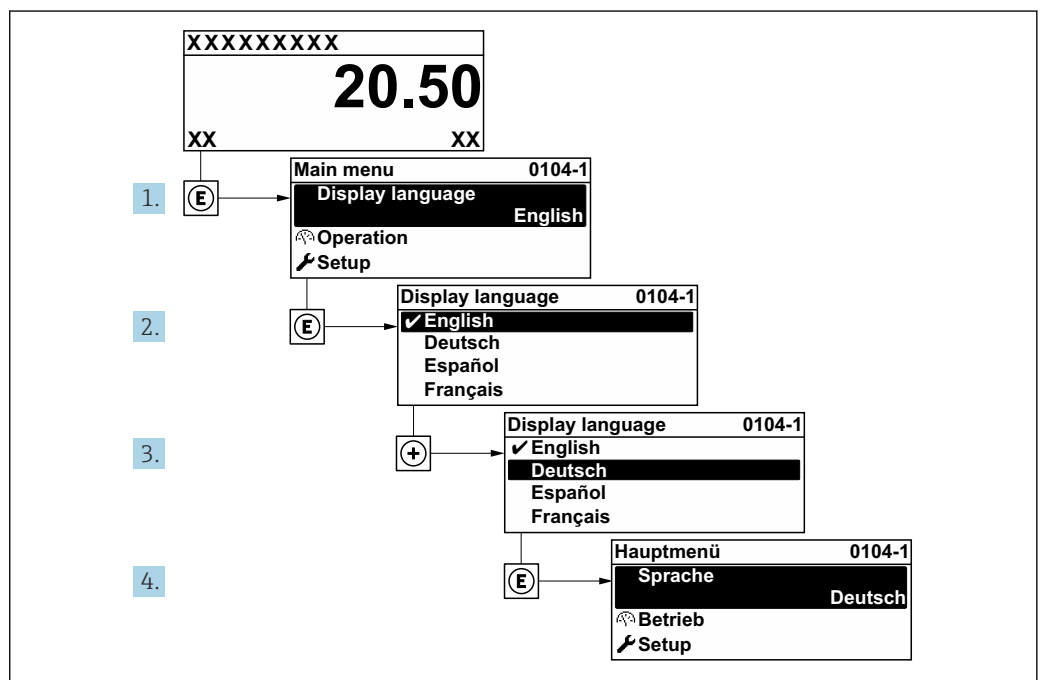 XXXXXXXXX
20.50
XX XX
1. E
Main menu 0104-1
Display language
English
Operation
Setup
2. E
Display language 0104-1
✔English
Deutsch
Español
Français
3. +
Display language 0104-1
✔English
Deutsch
Español
Français
4. E
Hauptmenü 0104-1
Sprache
Deutsch
Betrieb
Setup